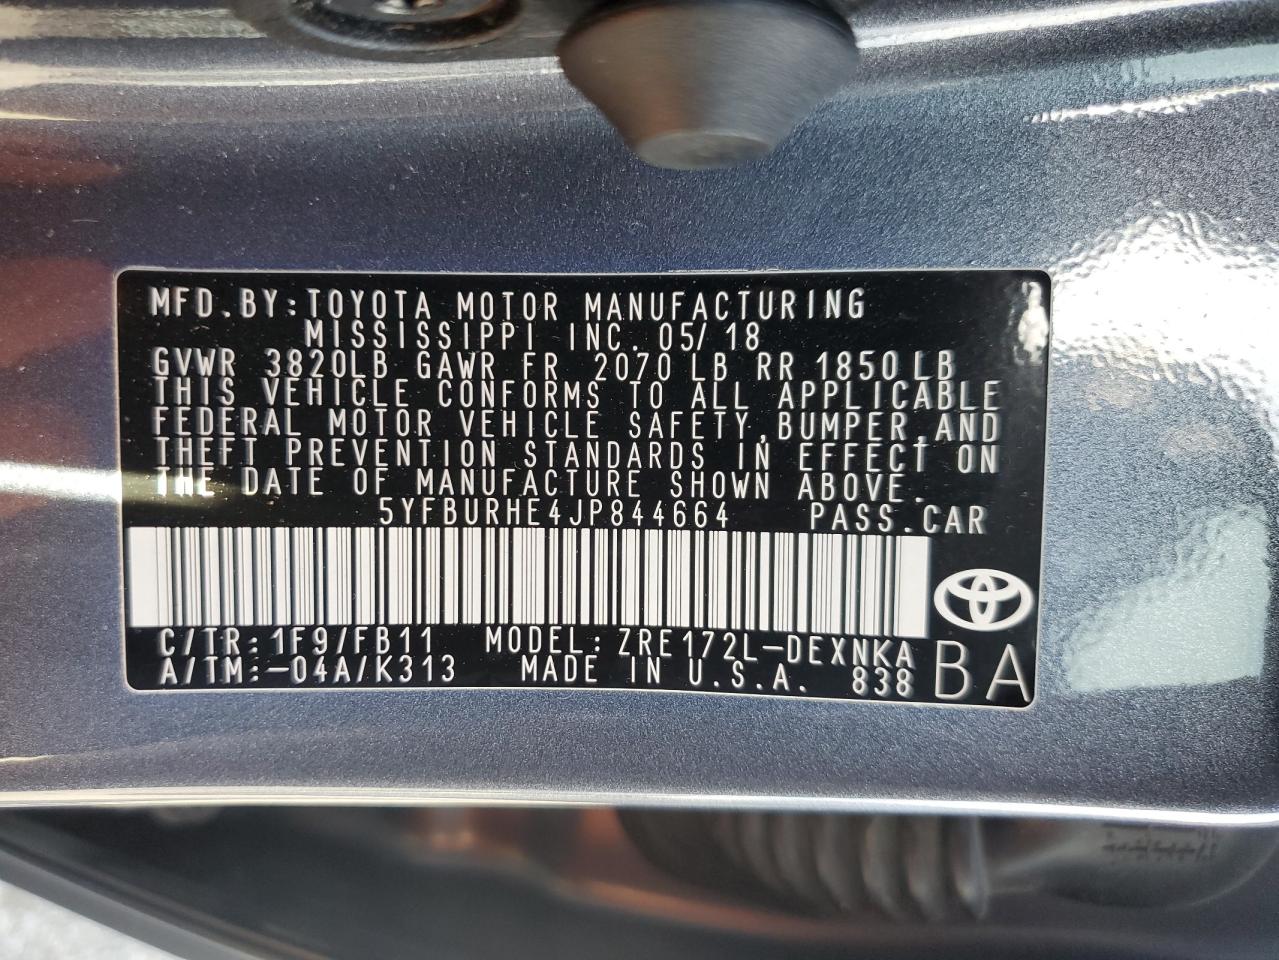 MFD.BY:TOYOTA MOTOR MANUFACTURING
MISSISSIPPI INC. 05/18
GVWR 3820LB GAWR FR 2070 LB RR 1850LB
THIS VEHICLE CONFORMS TO ALL APPLICABLE
FEDERAL MOTOR VEHICLE SAFETY,BUMPER,AND
THEFT PREVENTION STANDARDS IN EFFECT ON
THE DATE OF MANUFACTURE SHOWN ABOVE.
5YFBURHE4JP844664 PASS.CAR
C/TR:1F9/FB11 MODEL:ZRE172L-DEXNKA
A/TM:-04A/K313 MADE IN U.S.A. 838 BA